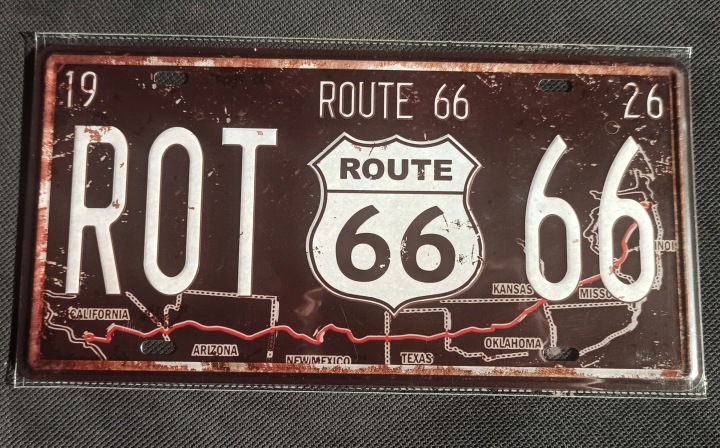 19 ROUTE 66 26
ROT 66
ROUTE
66
KANSAS
CALIFORNIA
ARIZONA
NEW MEXICO
TEXAS
OKLAHOMA